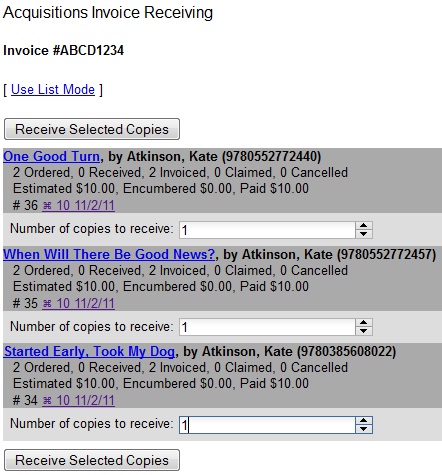 Acquisitions Invoice Receiving
Invoice #ABCD1234
[ Use List Mode ]
Receive Selected Copies
One Good Turn, by Atkinson, Kate (9780552772440)
2 Ordered, 0 Received, 2 Invoiced, 0 Claimed, 0 Cancelled
Estimated $10.00, Encumbered $0.00, Paid $10.00
# 36 ⌘ 10 11/2/11
Number of copies to receive: 1
When Will There Be Good News?, by Atkinson, Kate (9780552772457)
2 Ordered, 0 Received, 2 Invoiced, 0 Claimed, 0 Cancelled
Estimated $10.00, Encumbered $0.00, Paid $10.00
# 35 ⌘ 10 11/2/11
Number of copies to receive: 1
Started Early, Took My Dog, by Atkinson, Kate (9780385608022)
2 Ordered, 0 Received, 2 Invoiced, 0 Claimed, 0 Cancelled
Estimated $10.00, Encumbered $0.00, Paid $10.00
# 34 ⌘ 10 11/2/11
Number of copies to receive: 1
Receive Selected Copies